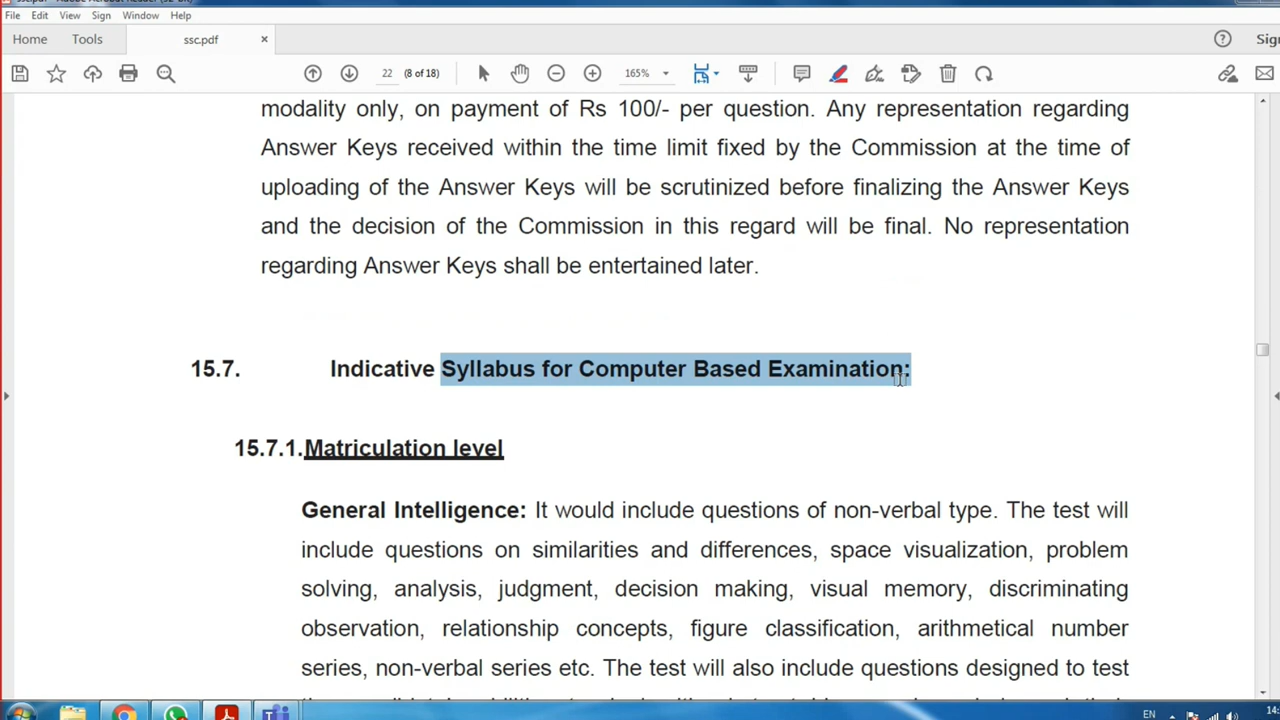 File Edit View Sign Window Help
Home Tools ssc.pdf ×
22 (8 of 18) 165%
modality only, on payment of Rs 100/- per question. Any representation regarding
Answer Keys received within the time limit fixed by the Commission at the time of
uploading of the Answer Keys will be scrutinized before finalizing the Answer Keys
and the decision of the Commission in this regard will be final. No representation
regarding Answer Keys shall be entertained later.
15.7. Indicative Syllabus for Computer Based Examination:
15.7.1.Matriculation level
General Intelligence: It would include questions of non-verbal type. The test will
include questions on similarities and differences, space visualization, problem
solving, analysis, judgment, decision making, visual memory, discriminating
observation, relationship concepts, figure classification, arithmetical number
series, non-verbal series etc. The test will also include questions designed to test
EN